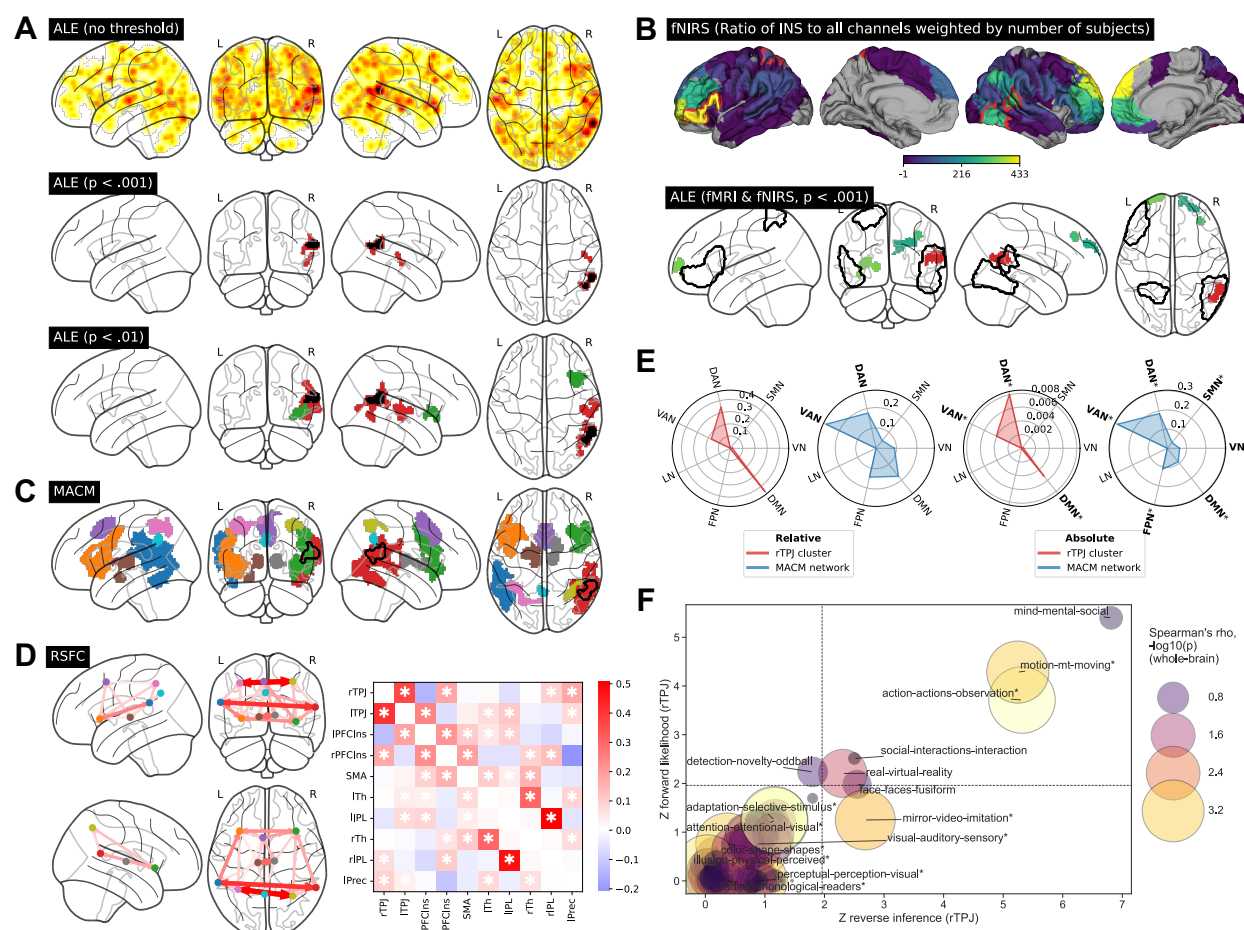 A
ALE (no threshold)
L
R
ALE (p < .001)
L
R
ALE (p < .01)
L
R
C
MACM
L
R
D
RSFC
L
R
L
R
rTPJ
lTPJ
lPFCIns
rPFCIns
SMA
lTh
lIPL
rTh
rIPL
lPrec
rTPJ
lTPJ
PFCIns
PFCIns
SMA
lTh
lIPL
rTh
rIPL
lPrec
0.5
0.4
0.3
0.2
0.1
0.0
−0.1
−0.2
B
fNIRS (Ratio of INS to all channels weighted by number of subjects)
-1
216
433
ALE (fMRI & fNIRS, p < .001)
L
R
E
DAN
SMN
VAN
VN
LN
FPN
DMN
0.4
0.3
0.2
0.1
DAN
SMN
VAN
VN
LN
FPN
DMN
0.2
0.1
DAN*
SMN
VAN*
VN
LN
FPN
DMN*
0.008
0.006
0.004
0.002
DAN*
SMN*
VAN*
VN
LN
FPN*
DMN*
0.3
0.2
0.1
Relative
rTPJ cluster
MACM network
Absolute
rTPJ cluster
MACM network
F
Z forward likelihood (rTPJ)
5
4
3
2
1
0
mind-mental-social
motion-mt-moving*
action-actions-observation*
social-interactions-interaction
detection-novelty-oddball
real-virtual-reality
face-faces-fusiform
adaptation-selective-stimulus*
mirror-video-imitation*
attention-attentional-visual*
visual-auditory-sensory*
color-shape-shapes*
illusion-physical-perceived*
perceptual-perception-visual*
phonological-readers*
0
1
2
3
4
5
6
7
Z reverse inference (rTPJ)
Spearman's rho,
-log10(p)
(whole-brain)
0.8
1.6
2.4
3.2